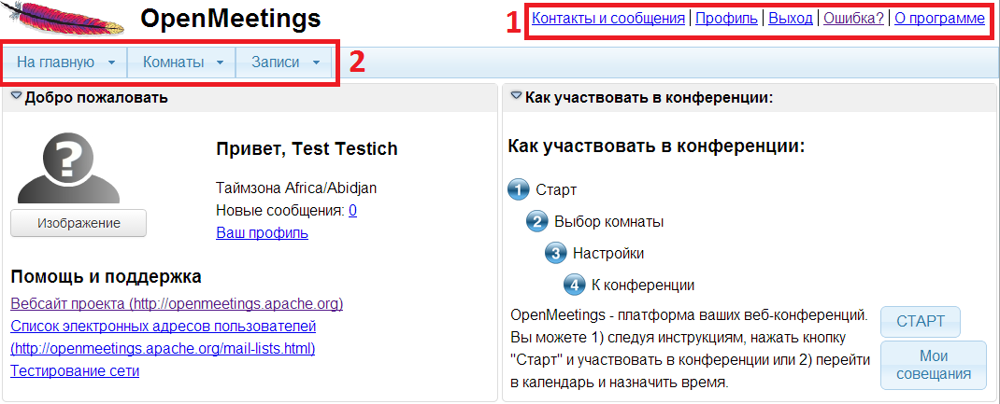 OpenMeetings
1
Контакты и сообщения | Профиль | Выход | Ошибка? | О программе
На главную Комнаты Записи 2
Добро пожаловать
Привет, Test Testich
Таймзона Africa/Abidjan
Новые сообщения: 0
Ваш профиль
Изображение
Помощь и поддержка
Вебсайт проекта (http://openmeetings.apache.org)
Список электронных адресов пользователей
(http://openmeetings.apache.org/mail-lists.html)
Тестирование сети
Как участвовать в конференции:
Как участвовать в конференции:
1 Старт
2 Выбор комнаты
3 Настройки
4 К конференции
OpenMeetings - платформа ваших веб-конференций.
Вы можете 1) следуя инструкциям, нажать кнопку
"Старт" и участвовать в конференции или 2) перейти
в календарь и назначить время.
СТАРТ
Мои
совещания